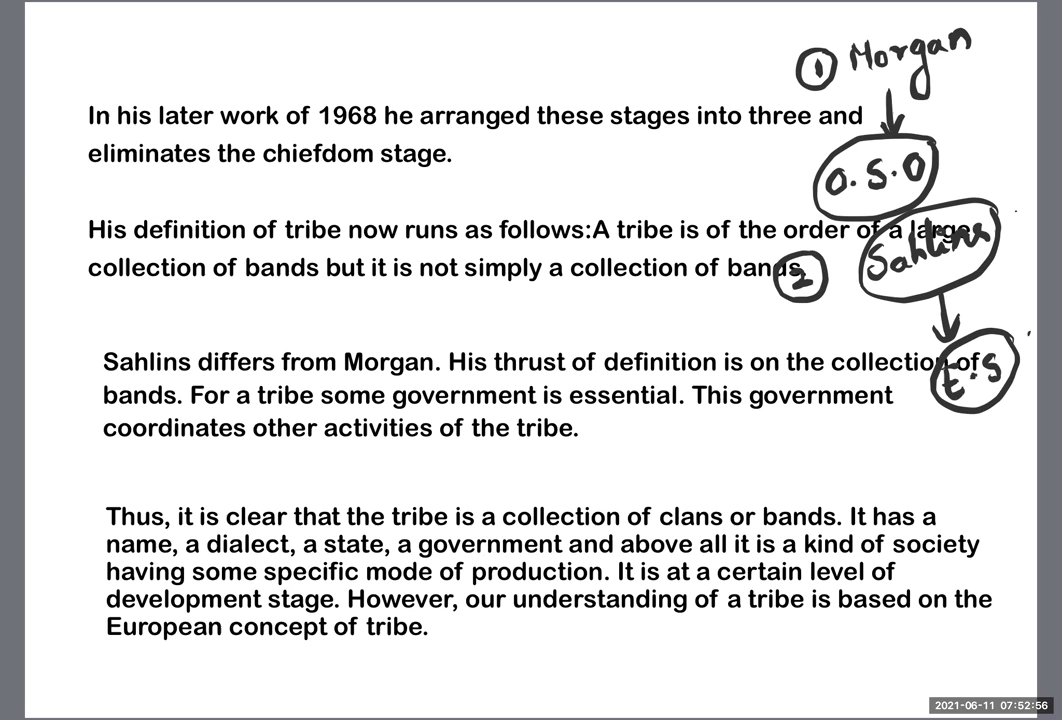 ① Morgan
In his later work of 1968 he arranged these stages into three and
eliminates the chiefdom stage.
O.S.O
His definition of tribe now runs as follows:A tribe is of the order of a large
Sahlins
collection of bands but it is not simply a collection of bands.
②
Sahlins differs from Morgan. His thrust of definition is on the collection of
t.S
bands. For a tribe some government is essential. This government
coordinates other activities of the tribe.
Thus, it is clear that the tribe is a collection of clans or bands. It has a
name, a dialect, a state, a government and above all it is a kind of society
having some specific mode of production. It is at a certain level of
development stage. However, our understanding of a tribe is based on the
European concept of tribe.
2021-06-11 07:52:56